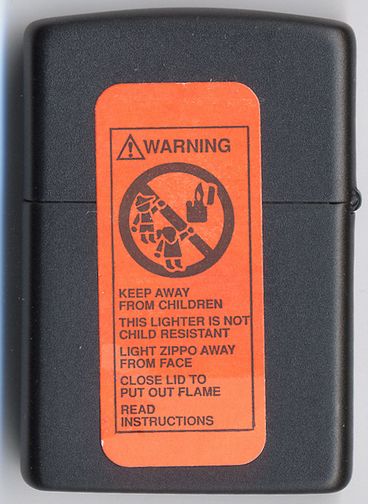 WARNING
KEEP AWAY
FROM CHILDREN
THIS LIGHTER IS NOT
CHILD RESISTANT
LIGHT ZIPPO AWAY
FROM FACE
CLOSE LID TO
PUT OUT FLAME
READ
INSTRUCTIONS